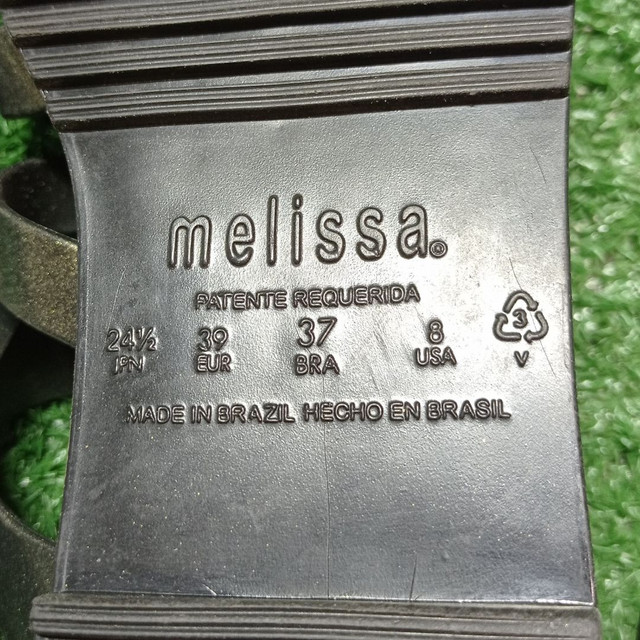 melissa®
PATENTE REQUERIDA
24½ 39 37 8 3
JPN EUR BRA USA V
MADE IN BRAZIL HECHO EN BRASIL